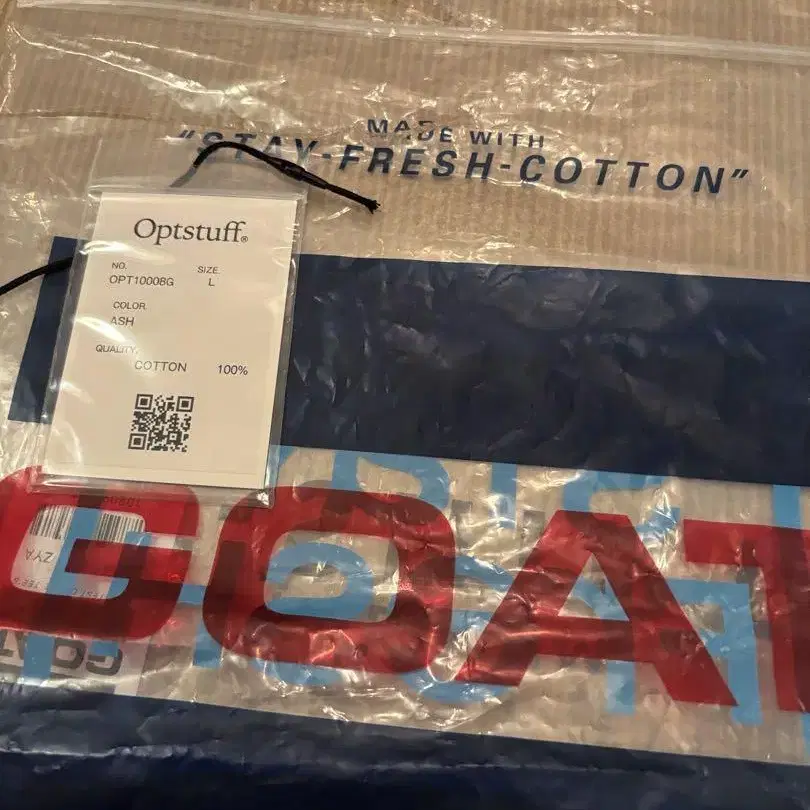 MADE WITH
"STAY-FRESH-COTTON"
Optstuff®
NO. SIZE.
OPT10008G L
COLOR.
ASH
QUALITY.
COTTON 100%
GOAT